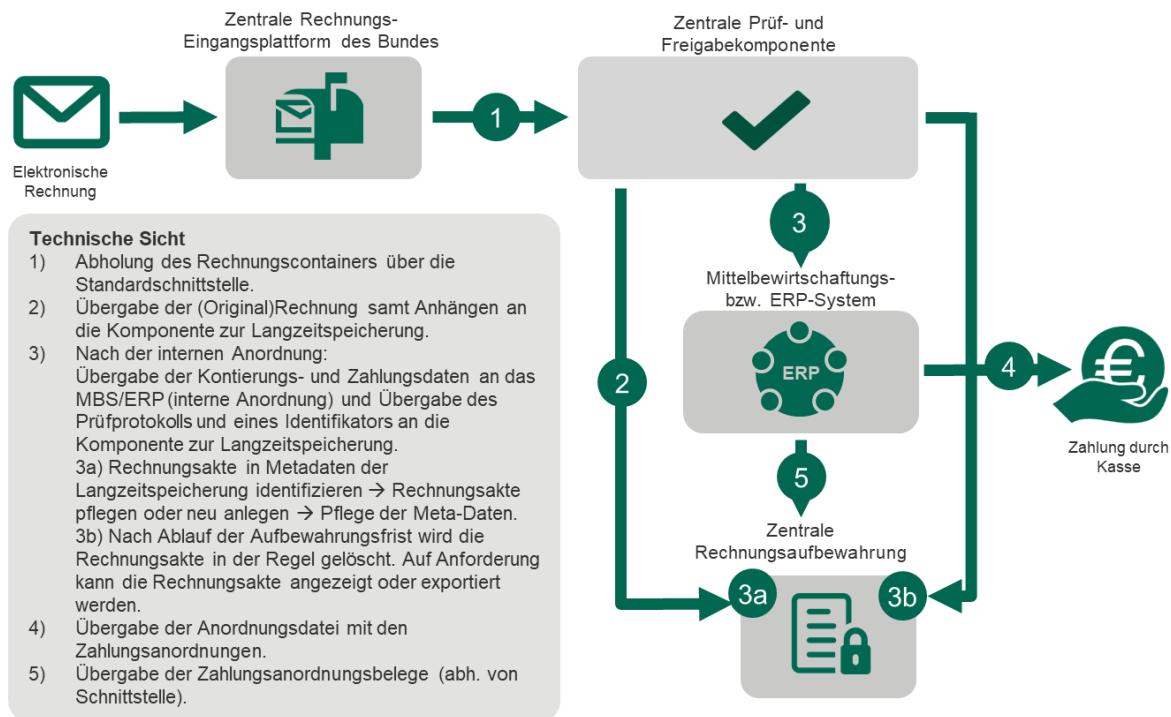 Zentrale Rechnungs-
Eingangsplattform des Bundes
Zentrale Prüf- und
Freigabekomponente
1
Elektronische
Rechnung
3
Technische Sicht
1) Abholung des Rechnungscontainers über die
Standardschnittstelle.
2) Übergabe der (Original)Rechnung samt Anhängen an
die Komponente zur Langzeitspeicherung.
3) Nach der internen Anordnung:
Übergabe der Kontierungs- und Zahlungsdaten an das
MBS/ERP (interne Anordnung) und Übergabe des
Prüfprotokolls und eines Identifikators an die
Komponente zur Langzeitspeicherung.
3a) Rechnungsakte in Metadaten der
Langzeitspeicherung identifizieren → Rechnungsakte
pflegen oder neu anlegen → Pflege der Meta-Daten.
3b) Nach Ablauf der Aufbewahrungsfrist wird die
Rechnungsakte in der Regel gelöscht. Auf Anforderung
kann die Rechnungsakte angezeigt oder exportiert
werden.
4) Übergabe der Anordnungsdatei mit den
Zahlungsanordnungen.
5) Übergabe der Zahlungsanordnungsbelege (abh. von
Schnittstelle).
Mittelbewirtschaftungs-
bzw. ERP-System
ERP
2
4
€
Zahlung durch
Kasse
5
Zentrale
Rechnungsaufbewahrung
3a
3b